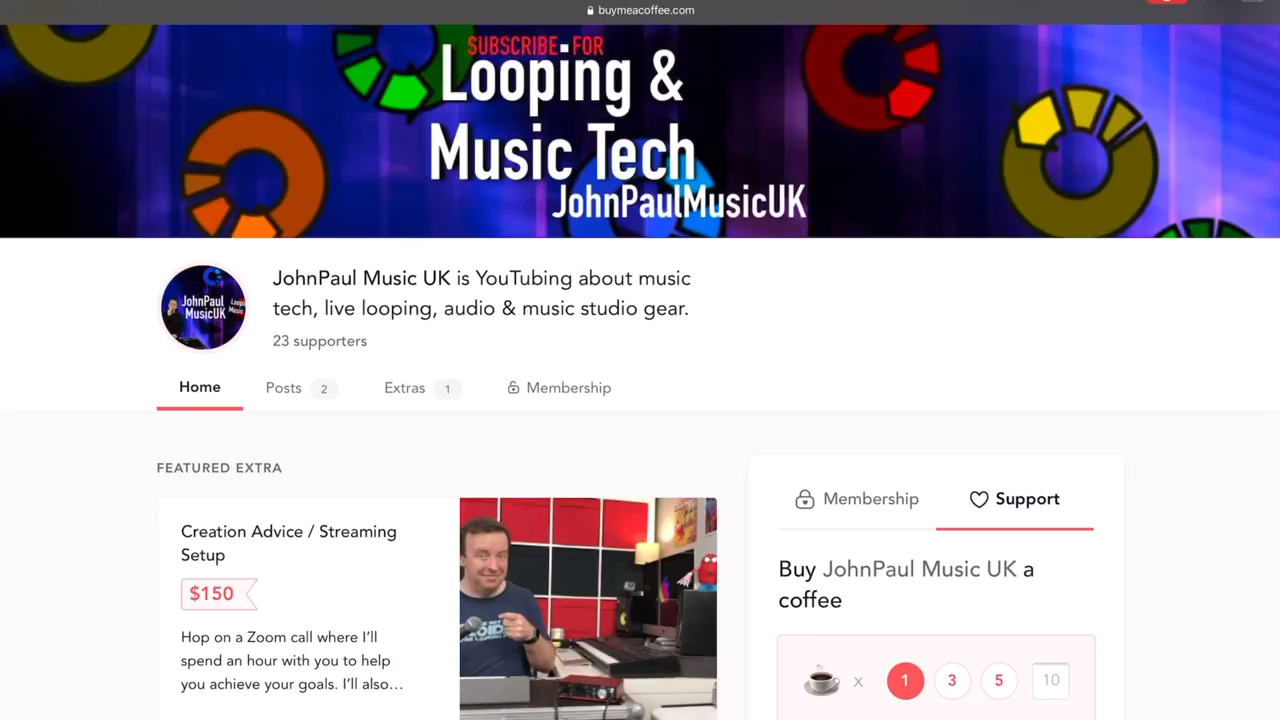 buymeacoffee.com
SUBSCRIBE FOR
Looping &
Music Tech
JohnPaulMusicUK
JohnPaul
MusicUK
JohnPaul Music UK is YouTubing about music
tech, live looping, audio & music studio gear.
23 supporters
Home Posts 2 Extras 1 Membership
FEATURED EXTRA
Creation Advice / Streaming
Setup
$150
Hop on a Zoom call where I’ll
spend an hour with you to help
you achieve your goals. I’ll also…
Membership Support
Buy JohnPaul Music UK a
coffee
x 1 3 5 10